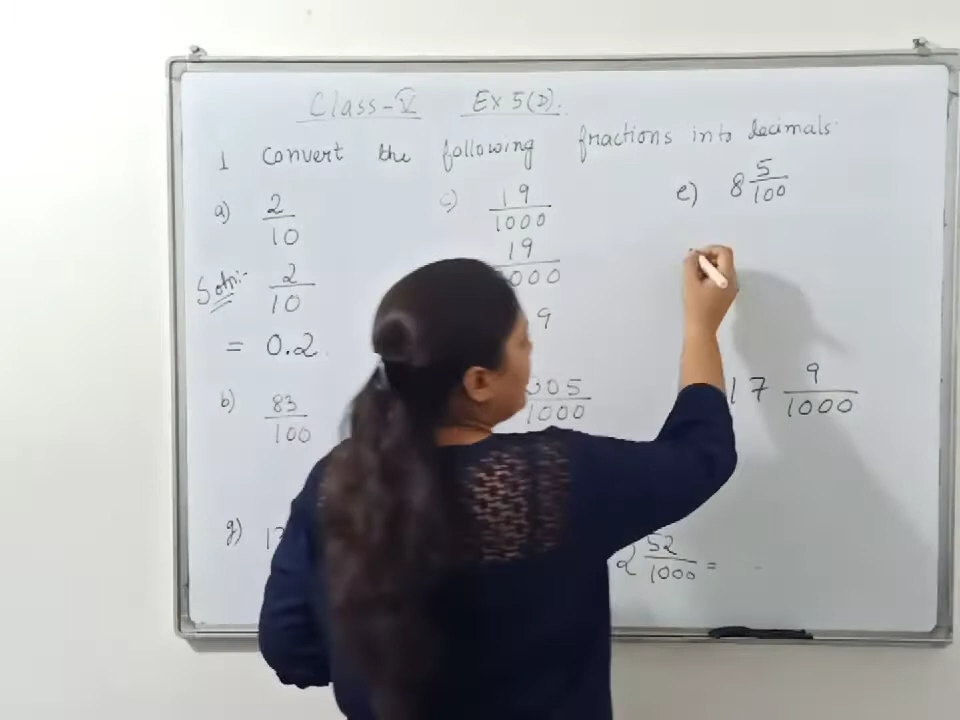 Class-V Ex 5(D).
1 Convert the following fractions into decimals.
a) 2/10
c) 19/1000
e) 8 5/100
19/1000
Soln:- 2/10
9
= 0.2
b) 83/100
305/1000
17 9/1000
g)
2 52/1000 =